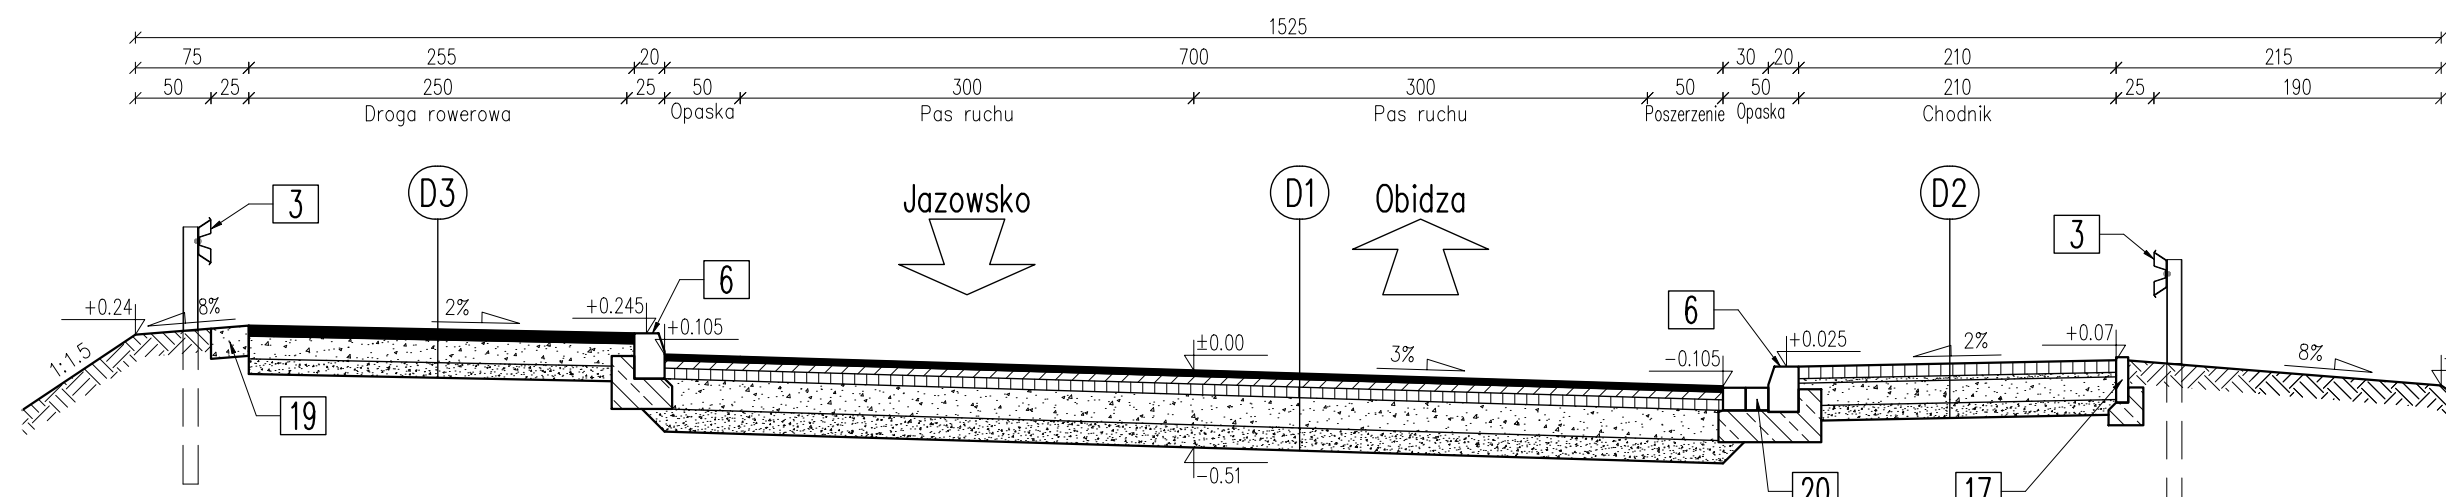 1525
75 255 20 700 30 20 210 215
50 25 250 25 50 300 300 50 50 210 25 190
Droga rowerowa Opaska Pas ruchu Pas ruchu Poszerzenie Opaska Chodnik
D3 Jazowsko D1 Obidza D2
3 3
6 6
+0.24 8% 2% +0.245 +0.105 ±0.00 3% -0.105 +0.025 2% +0.07 8%
1:1.5
19 -0.51 20 17